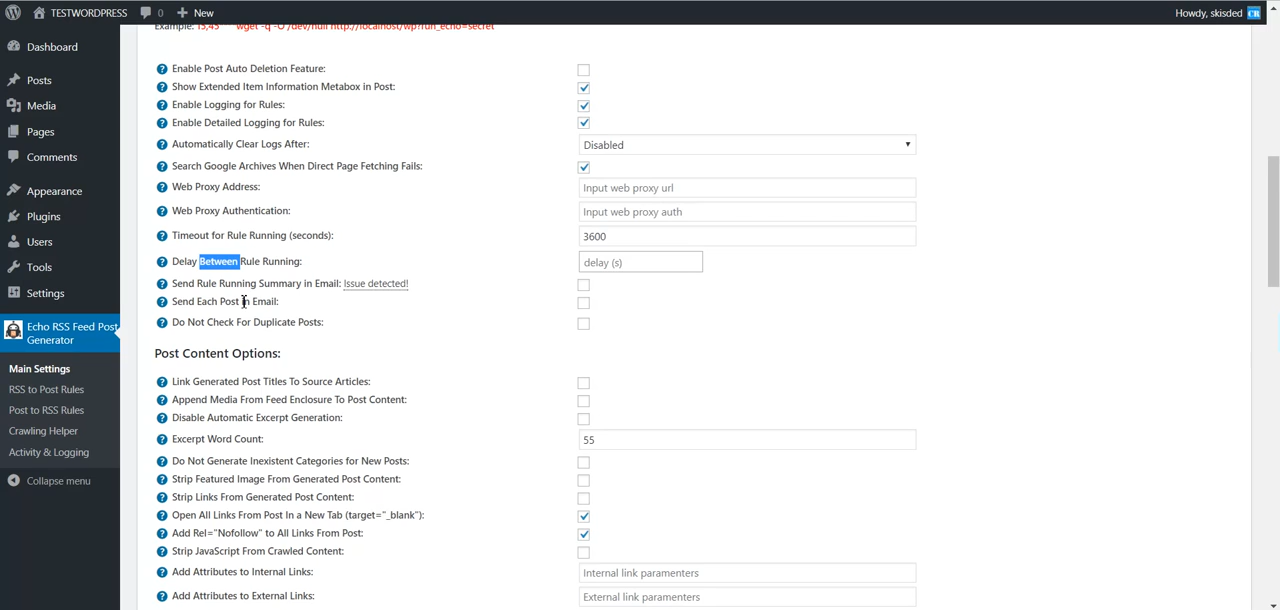 TESTWORDPRESS 0 New Howdy, skisded CR
Example: 15,45 * * * * wget -q -O /dev/null http://localhost/wp?run_echo=secret
Dashboard
Posts
Media
Pages
Comments
Appearance
Plugins
Users
Tools
Settings
Echo RSS Feed Post Generator
Main Settings
RSS to Post Rules
Post to RSS Rules
Crawling Helper
Activity & Logging
Collapse menu
Enable Post Auto Deletion Feature:
Show Extended Item Information Metabox in Post:
Enable Logging for Rules:
Enable Detailed Logging for Rules:
Automatically Clear Logs After: Disabled
Search Google Archives When Direct Page Fetching Fails:
Web Proxy Address: Input web proxy url
Web Proxy Authentication: Input web proxy auth
Timeout for Rule Running (seconds): 3600
Delay Between Rule Running: delay (s)
Send Rule Running Summary in Email: Issue detected!
Send Each Post in Email:
Do Not Check For Duplicate Posts:
Post Content Options:
Link Generated Post Titles To Source Articles:
Append Media From Feed Enclosure To Post Content:
Disable Automatic Excerpt Generation:
Excerpt Word Count: 55
Do Not Generate Inexistent Categories for New Posts:
Strip Featured Image From Generated Post Content:
Strip Links From Generated Post Content:
Open All Links From Post In a New Tab (target="_blank"):
Add Rel="Nofollow" to All Links From Post:
Strip JavaScript From Crawled Content:
Add Attributes to Internal Links: Internal link paramenters
Add Attributes to External Links: External link paramenters